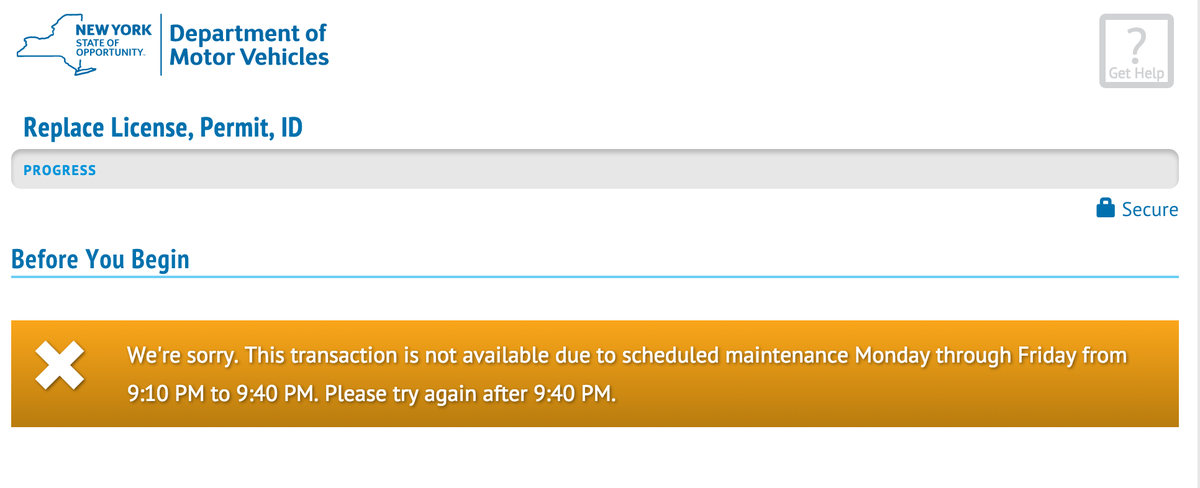 NEW YORK
STATE OF
OPPORTUNITY.
Department of
Motor Vehicles
?
Get Help
Replace License, Permit, ID
PROGRESS
Secure
Before You Begin
We're sorry. This transaction is not available due to scheduled maintenance Monday through Friday from
9:10 PM to 9:40 PM. Please try again after 9:40 PM.